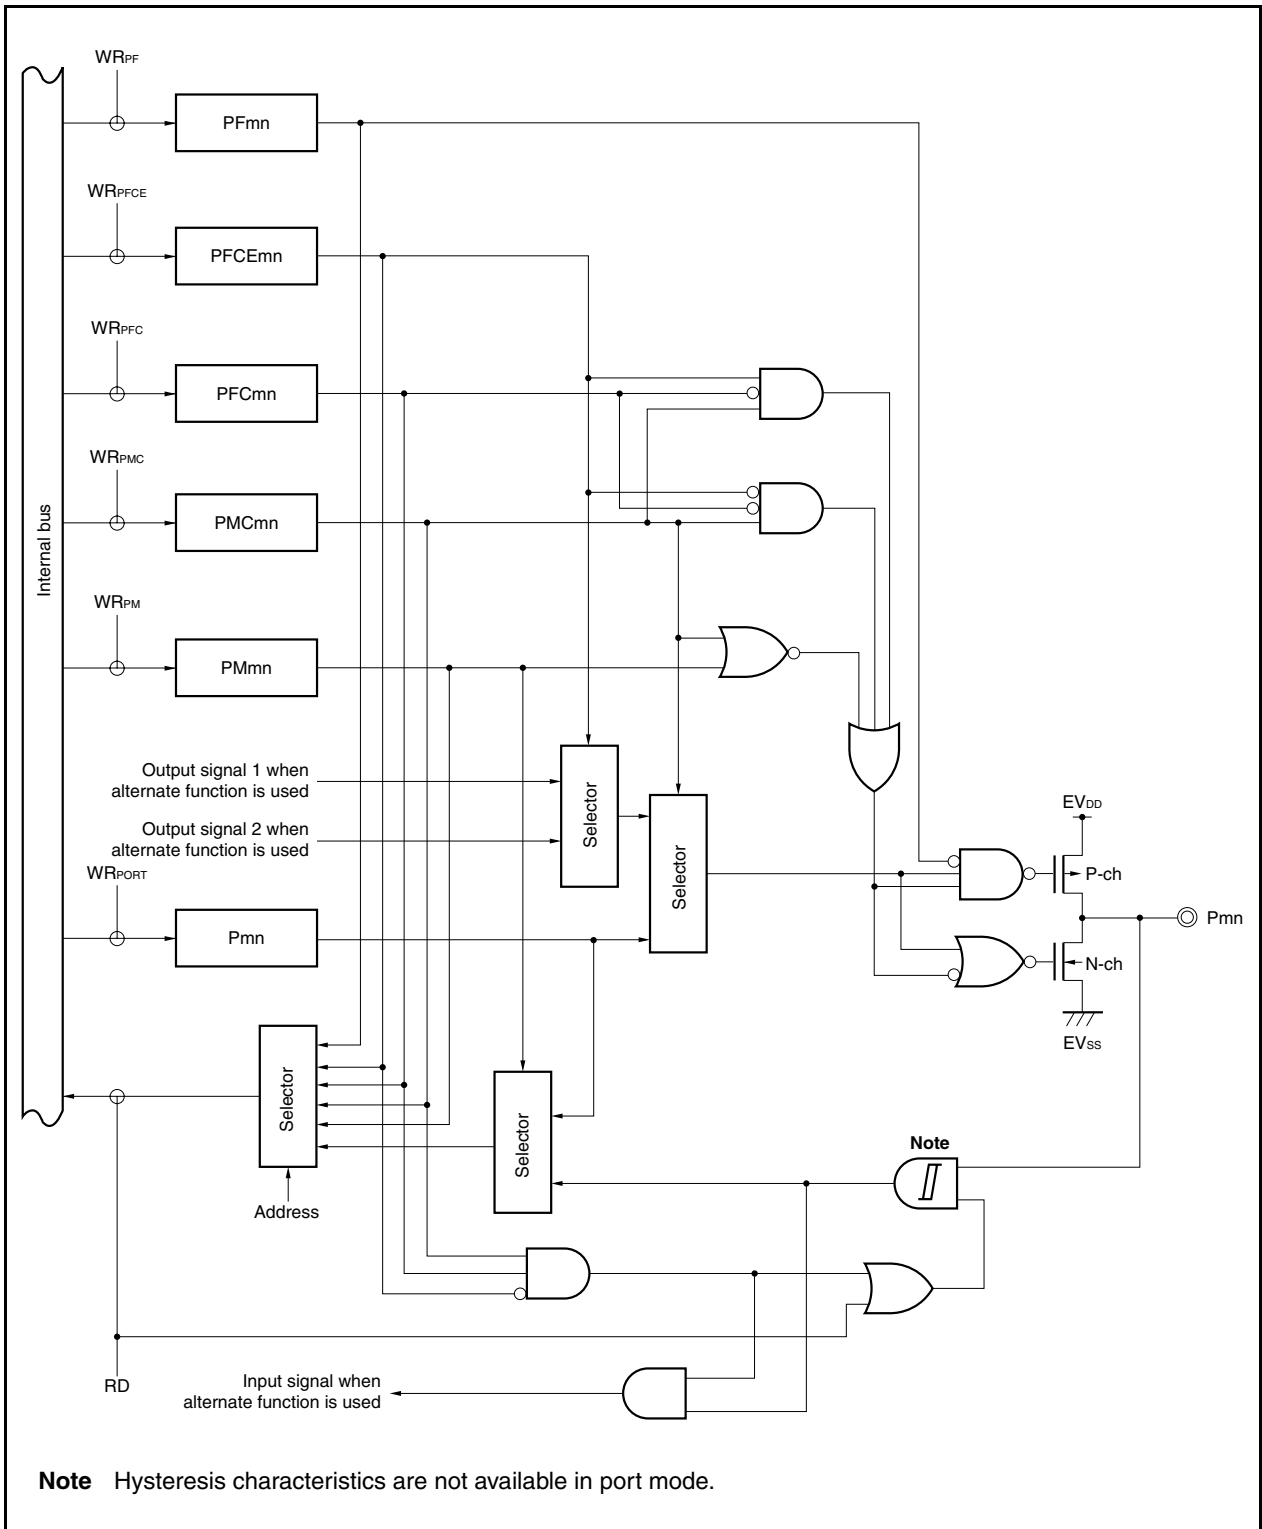 WRPF
PFmn
WRPFCE
PFCEmn
WRPFC
PFCmn
WRPMC
PMCmn
Internal bus
WRPM
PMmn
Output signal 1 when
alternate function is used
Output signal 2 when
alternate function is used
Selector
Selector
WRPORT
Pmn
EVDD
P-ch
Pmn
N-ch
EVSS
Selector
Address
Selector
Note
RD
Input signal when
alternate function is used
Note Hysteresis characteristics are not available in port mode.